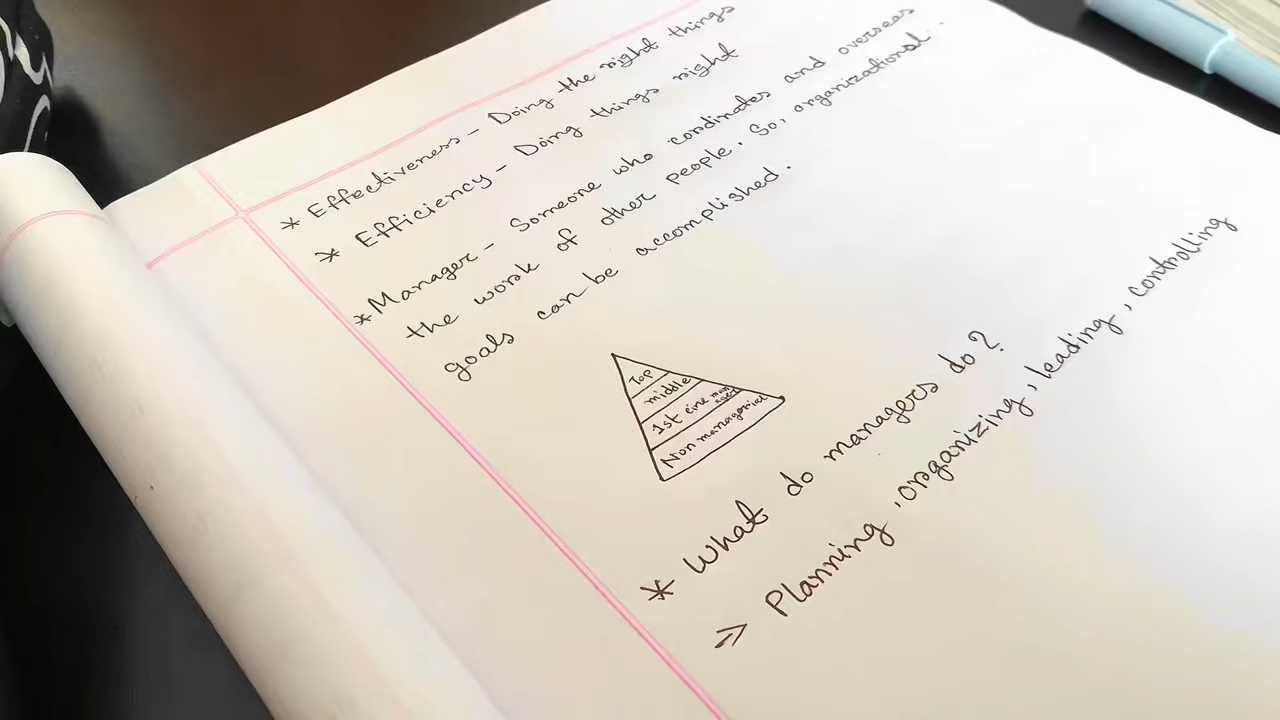 * Effectiveness - Doing the right things
* Efficiency - Doing things right
* Manager - Someone who cordinates and overseas
the work of other people. So, organizational
goals can be accomplished.
Top
middle
1st line
Non managerial
* What do managers do?
=> Planning, organizing, leading, controlling